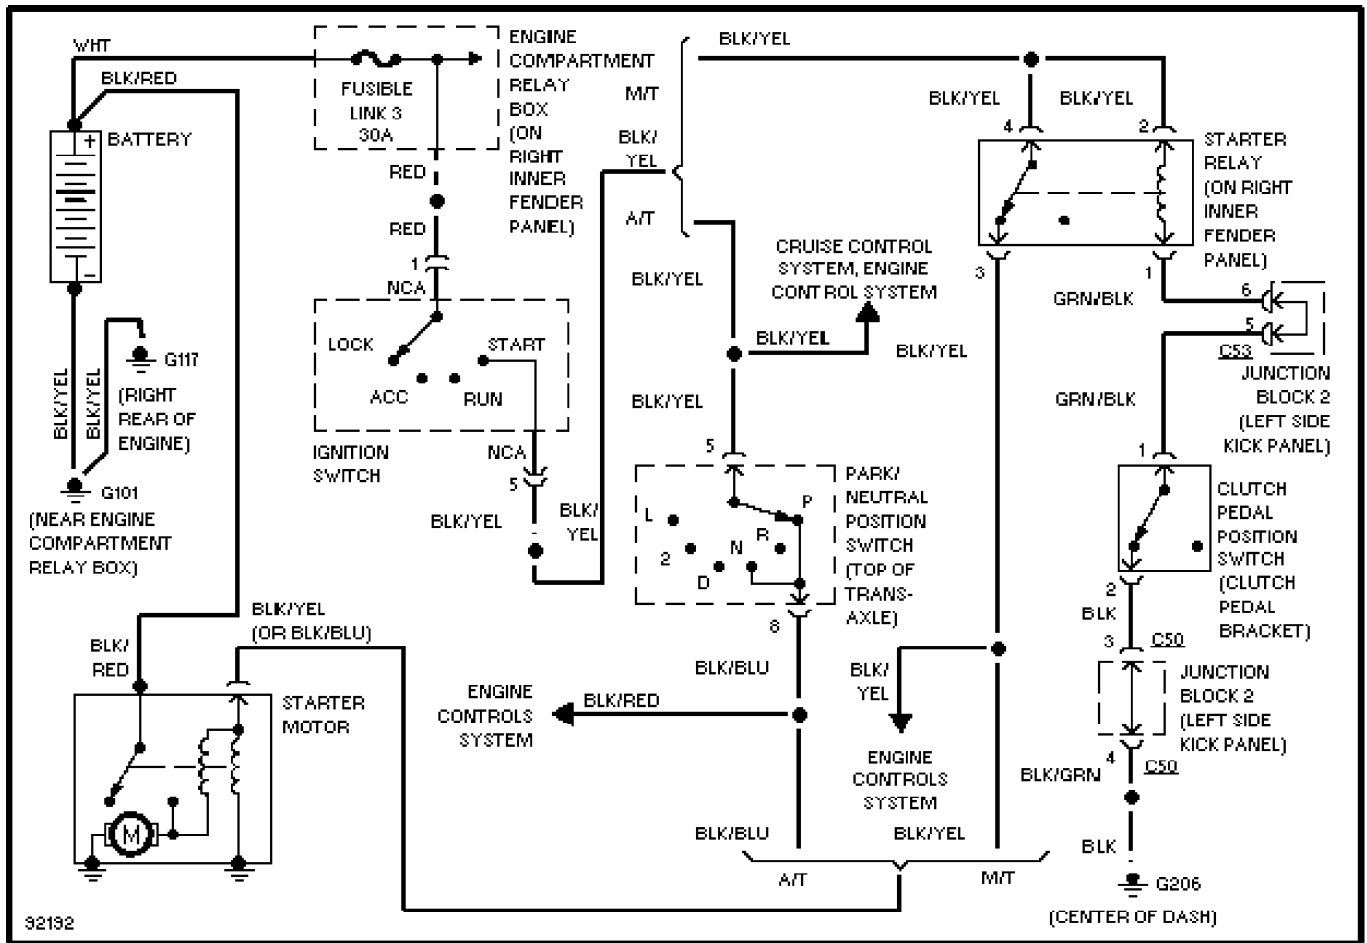 WHT
BLK/RED
BATTERY
+
–
FUSIBLE
LINK 3
30A
ENGINE
COMPARTMENT
RELAY
BOX
(ON
RIGHT
INNER
FENDER
PANEL)
RED
RED
1
NCA
LOCK
START
ACC
RUN
IGNITION
SWITCH
NCA
5
BLK/YEL
BLK/
YEL
M/T
BLK/
YEL
A/T
BLK/YEL
BLK/YEL
BLK/YEL
4
2
STARTER
RELAY
(ON RIGHT
INNER
FENDER
PANEL)
3
1
GRN/BLK
6
5
C53
JUNCTION
BLOCK 2
(LEFT SIDE
KICK PANEL)
GRN/BLK
CRUISE CONTROL
SYSTEM, ENGINE
CONTROL SYSTEM
BLK/YEL
BLK/YEL
BLK/YEL
BLK/YEL
5
PARK/
NEUTRAL
POSITION
SWITCH
(TOP OF
TRANS-
AXLE)
L
2
D
N
R
P
8
1
CLUTCH
PEDAL
POSITION
SWITCH
(CLUTCH
PEDAL
BRACKET)
2
BLK
3
C50
JUNCTION
BLOCK 2
(LEFT SIDE
KICK PANEL)
4
C50
BLK/GRN
BLK
G206
(CENTER OF DASH)
BLK/YEL
BLK/YEL
G117
(RIGHT
REAR OF
ENGINE)
G101
(NEAR ENGINE
COMPARTMENT
RELAY BOX)
BLK/
RED
BLK/YEL
(OR BLK/BLU)
STARTER
MOTOR
M
ENGINE
CONTROLS
SYSTEM
BLK/RED
BLK/BLU
BLK/
YEL
ENGINE
CONTROLS
SYSTEM
BLK/BLU
BLK/YEL
A/T
M/T
92192